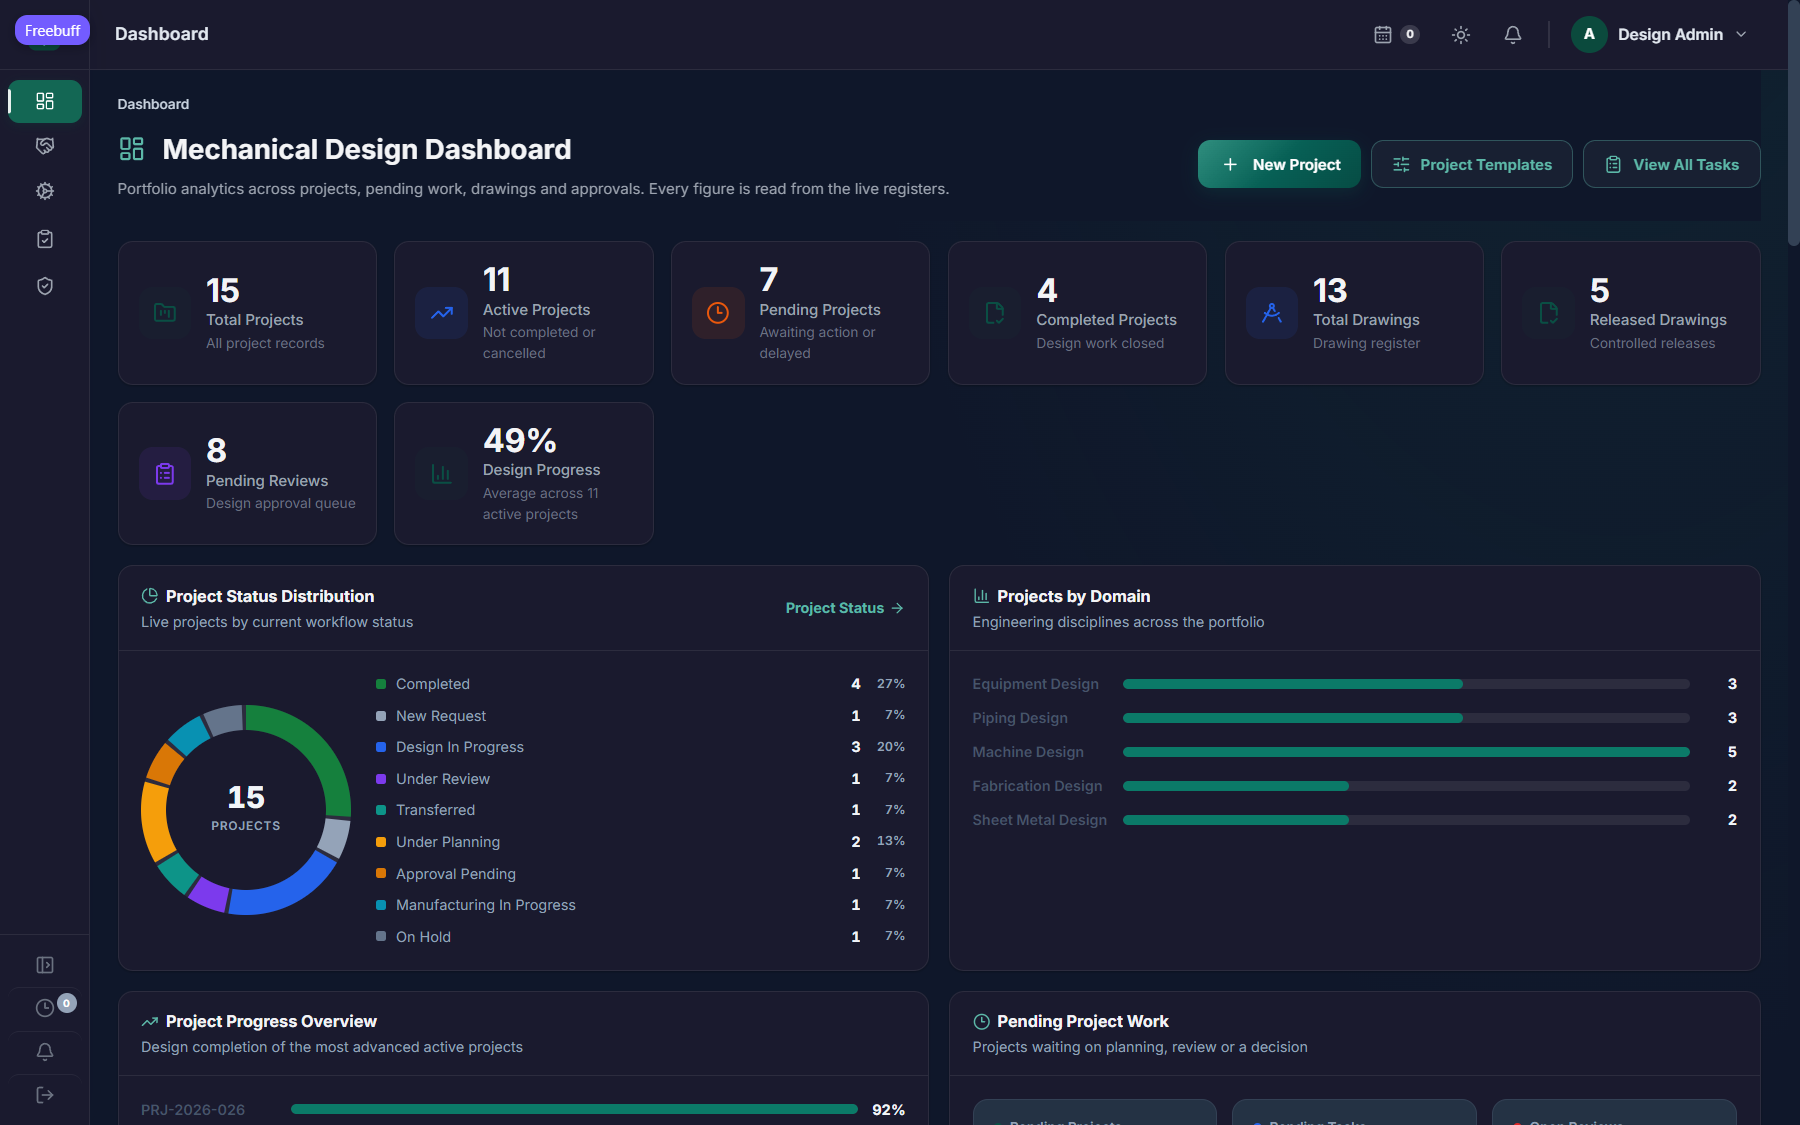 Freebuff
Dashboard
0
A
Design Admin
Dashboard
Mechanical Design Dashboard
Portfolio analytics across projects, pending work, drawings and approvals. Every figure is read from the live registers.
New Project
Project Templates
View All Tasks
15
Total Projects
All project records
11
Active Projects
Not completed or
cancelled
7
Pending Projects
Awaiting action or
delayed
4
Completed Projects
Design work closed
13
Total Drawings
Drawing register
5
Released Drawings
Controlled releases
8
Pending Reviews
Design approval queue
49%
Design Progress
Average across 11
active projects
Project Status Distribution
Live projects by current workflow status
Project Status →
15
PROJECTS
Completed 4 27%
New Request 1 7%
Design In Progress 3 20%
Under Review 1 7%
Transferred 1 7%
Under Planning 2 13%
Approval Pending 1 7%
Manufacturing In Progress 1 7%
On Hold 1 7%
Projects by Domain
Engineering disciplines across the portfolio
Equipment Design 3
Piping Design 3
Machine Design 5
Fabrication Design 2
Sheet Metal Design 2
0
Project Progress Overview
Design completion of the most advanced active projects
PRJ-2026-026 92%
Pending Project Work
Projects waiting on planning, review or a decision
Pending Projects
Pending Tasks
Open Reviews